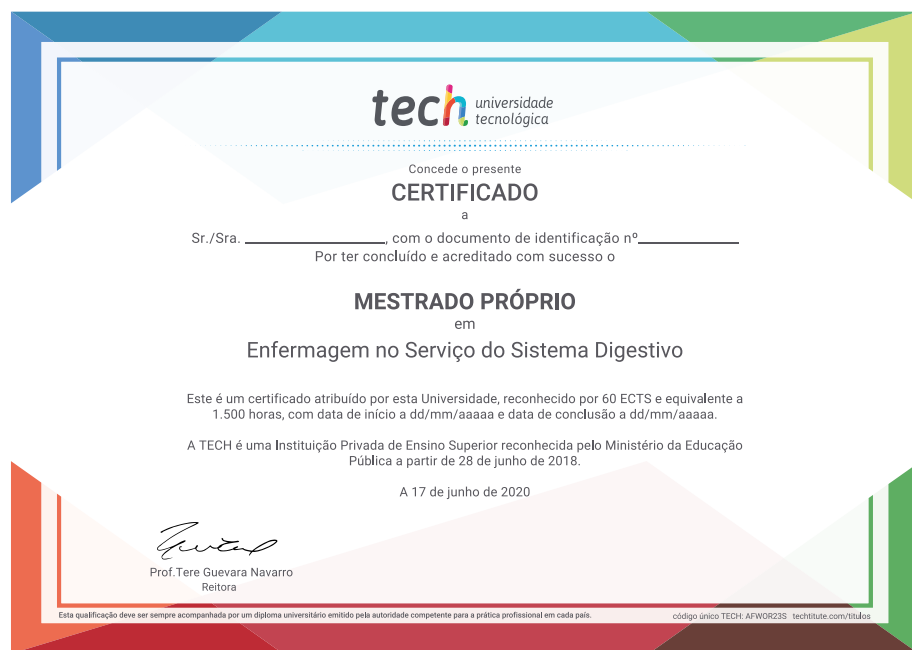 tech universidade
tecnológica
Concede o presente
CERTIFICADO
a
Sr./Sra. ________________, com o documento de identificação nº____________
Por ter concluído e acreditado com sucesso o
MESTRADO PRÓPRIO
em
Enfermagem no Serviço do Sistema Digestivo
Este é um certificado atribuído por esta Universidade, reconhecido por 60 ECTS e equivalente a
1.500 horas, com data de início a dd/mm/aaaaa e data de conclusão a dd/mm/aaaaa.
A TECH é uma Instituição Privada de Ensino Superior reconhecida pelo Ministério da Educação
Pública a partir de 28 de junho de 2018.
A 17 de junho de 2020
Prof.Tere Guevara Navarro
Reitora
Esta qualificação deve ser sempre acompanhada por um diploma universitário emitido pela autoridade competente para a prática profissional em cada país.
código único TECH: AFWOR23S techtitute.com/titulos